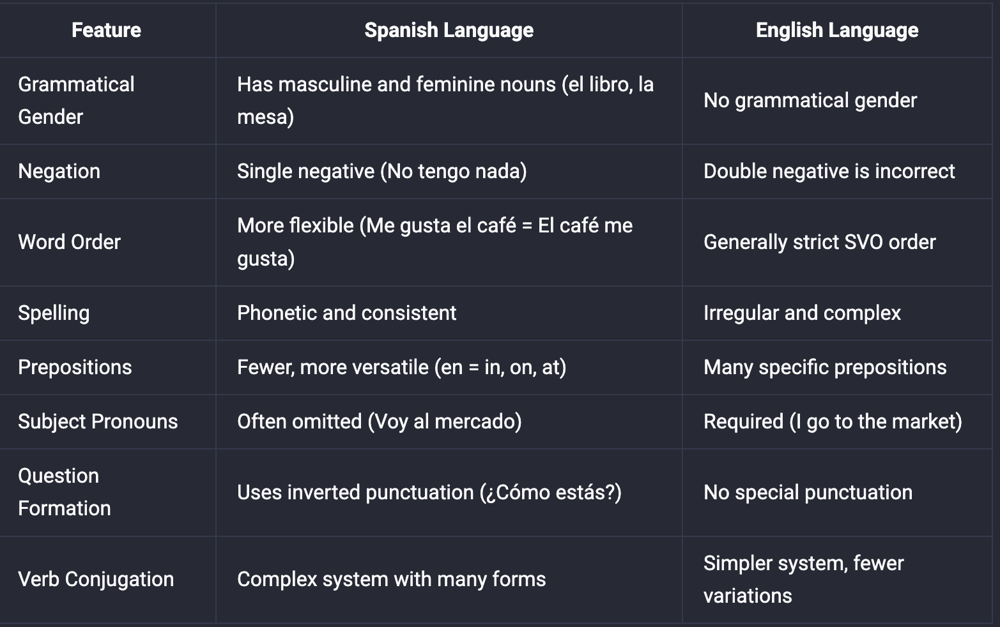 Feature Spanish Language English Language
Grammatical
Gender
Has masculine and feminine nouns (el libro, la
mesa)
No grammatical gender
Negation Single negative (No tengo nada) Double negative is incorrect
Word Order
More flexible (Me gusta el café = El café me
gusta)
Generally strict SVO order
Spelling Phonetic and consistent Irregular and complex
Prepositions Fewer, more versatile (en = in, on, at) Many specific prepositions
Subject Pronouns Often omitted (Voy al mercado) Required (I go to the market)
Question
Formation
Uses inverted punctuation (¿Cómo estás?)
No special punctuation
Verb Conjugation
Complex system with many forms
Simpler system, fewer
variations